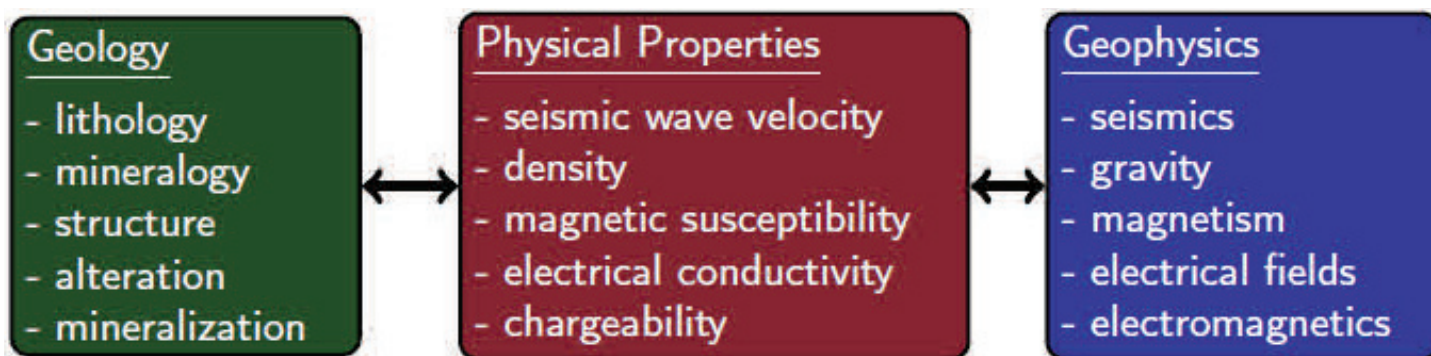 Geology
- lithology
- mineralogy
- structure
- alteration
- mineralization
Physical Properties
- seismic wave velocity
- density
- magnetic susceptibility
- electrical conductivity
- chargeability
Geophysics
- seismics
- gravity
- magnetism
- electrical fields
- electromagnetics